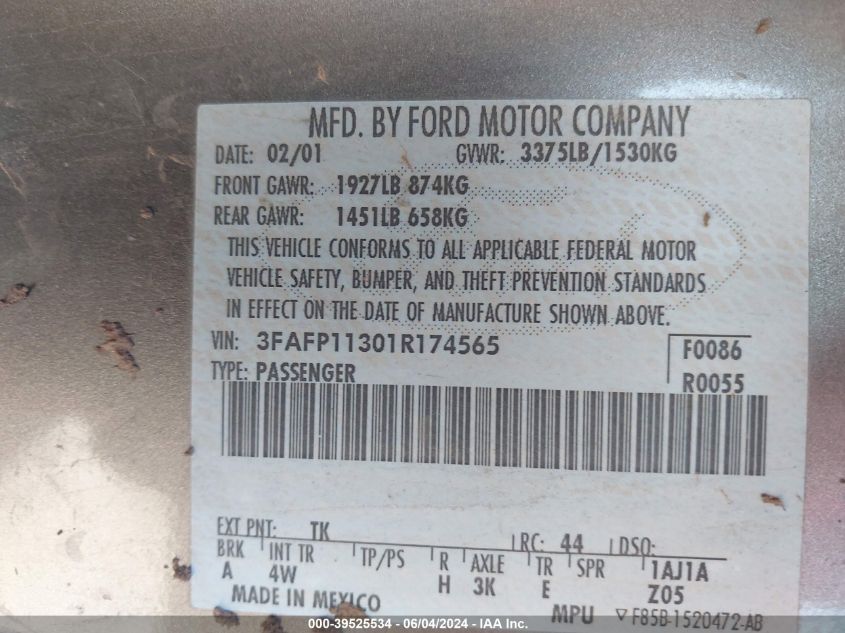 MFD. BY FORD MOTOR COMPANY
DATE: 02/01 GVWR: 3375LB/1530KG
FRONT GAWR: 1927LB 874KG
REAR GAWR: 1451LB 658KG
THIS VEHICLE CONFORMS TO ALL APPLICABLE FEDERAL MOTOR
VEHICLE SAFETY, BUMPER, AND THEFT PREVENTION STANDARDS
IN EFFECT ON THE DATE OF MANUFACTURE SHOWN ABOVE.
VIN: 3FAFP11301R174565 F0086
TYPE: PASSENGER R0055
EXT PNT: TK RC: 44 DSO:
BRK INT TR TP/PS R AXLE TR SPR 1AJ1A
A 4W H 3K E Z05
MADE IN MEXICO MPU ▽ F85B-1520472-AB
000-39525534 - 06/04/2024 - IAA Inc.